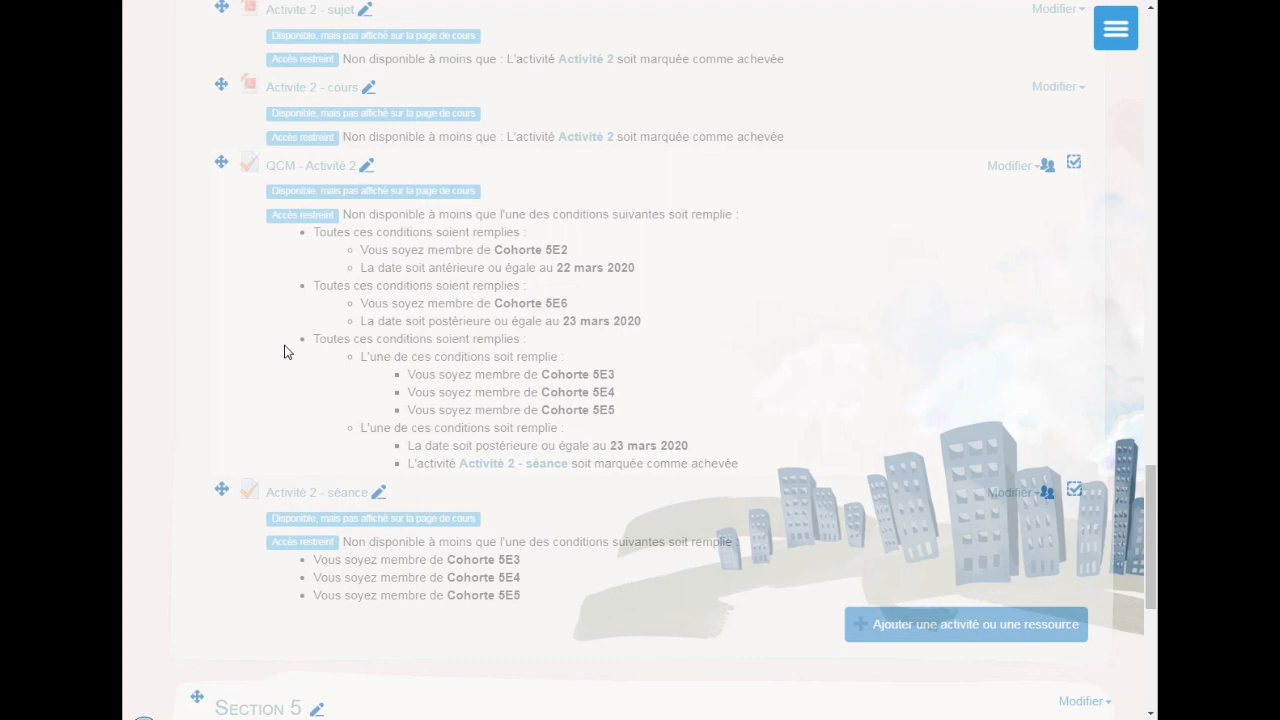 Activite 2 - sujet
Modifier
Disponible, mais pas affiché sur la page de cours
Accès restreint Non disponible à moins que : L'activité Activité 2 soit marquée comme achevée
Activite 2 - cours
Modifier
Disponible, mais pas affiché sur la page de cours
Accès restreint Non disponible à moins que : L'activité Activité 2 soit marquée comme achevée
QCM - Activité 2
Modifier
Disponible, mais pas affiché sur la page de cours
Accès restreint Non disponible à moins que l'une des conditions suivantes soit remplie :
Toutes ces conditions soient remplies :
Vous soyez membre de Cohorte 5E2
La date soit antérieure ou égale au 22 mars 2020
Toutes ces conditions soient remplies :
Vous soyez membre de Cohorte 5E6
La date soit postérieure ou égale au 23 mars 2020
Toutes ces conditions soient remplies :
L'une de ces conditions soit remplie :
Vous soyez membre de Cohorte 5E3
Vous soyez membre de Cohorte 5E4
Vous soyez membre de Cohorte 5E5
L'une de ces conditions soit remplie :
La date soit postérieure ou égale au 23 mars 2020
L'activité Activité 2 - séance soit marquée comme achevée
Activité 2 - séance
Modifier
Disponible, mais pas affiché sur la page de cours
Accès restreint Non disponible à moins que l'une des conditions suivantes soit remplie :
Vous soyez membre de Cohorte 5E3
Vous soyez membre de Cohorte 5E4
Vous soyez membre de Cohorte 5E5
Ajouter une activité ou une ressource
Section 5
Modifier